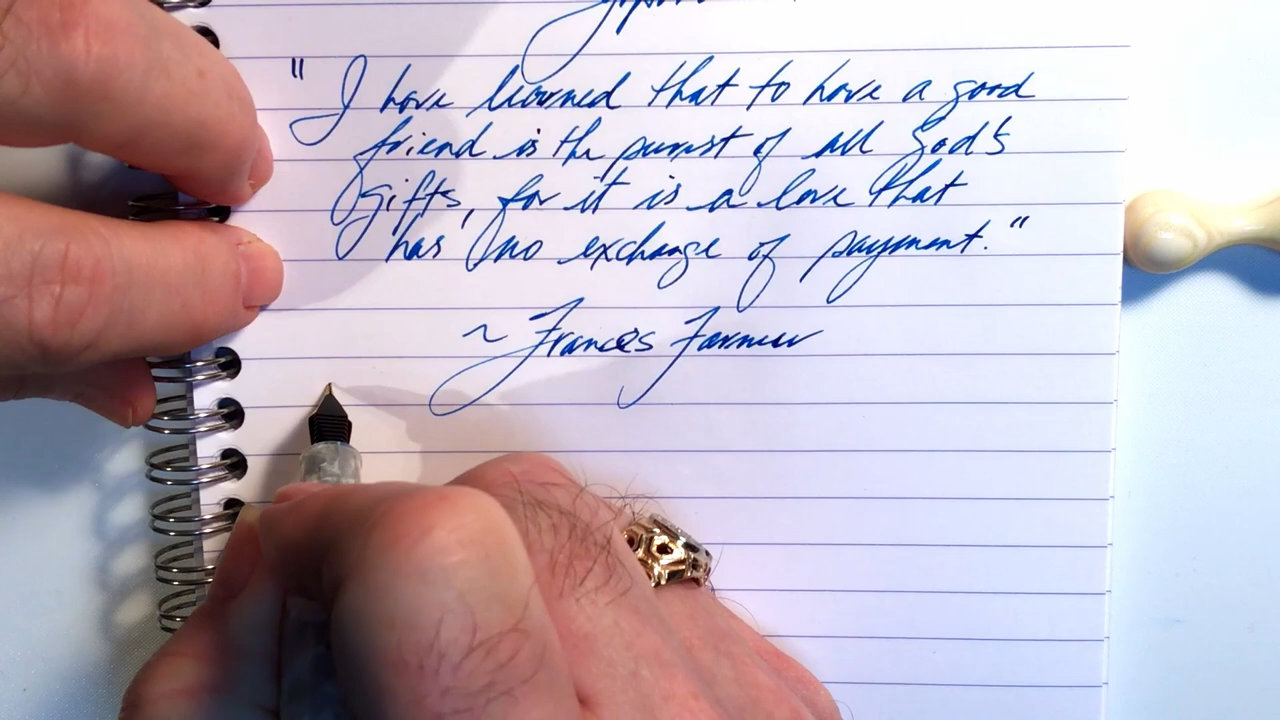 " I have learned that to have a good
friend is the purest of all God's
gifts, for it is a love that
has no exchange of payment."
~ Frances Farmer